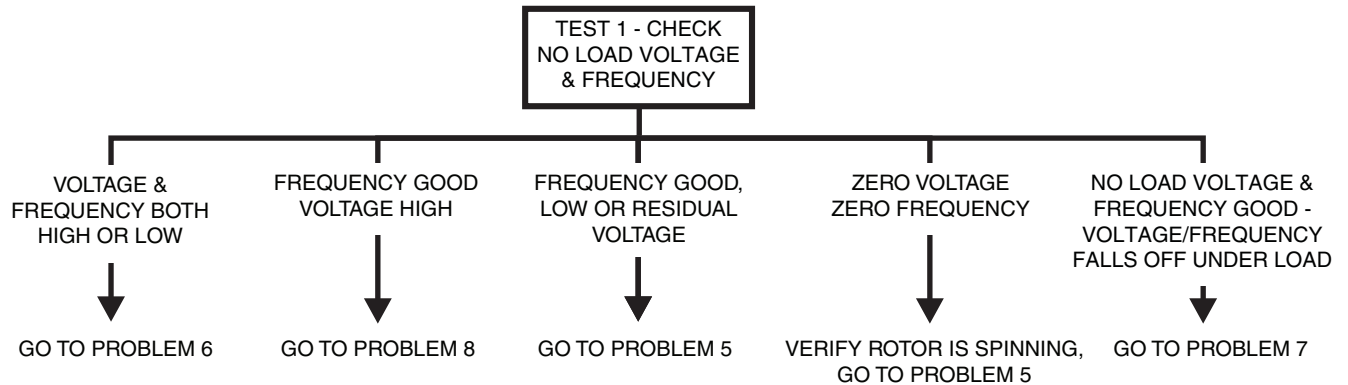 TEST 1 - CHECK
NO LOAD VOLTAGE
& FREQUENCY
VOLTAGE &
FREQUENCY BOTH
HIGH OR LOW
GO TO PROBLEM 6
FREQUENCY GOOD
VOLTAGE HIGH
GO TO PROBLEM 8
FREQUENCY GOOD,
LOW OR RESIDUAL
VOLTAGE
GO TO PROBLEM 5
ZERO VOLTAGE
ZERO FREQUENCY
VERIFY ROTOR IS SPINNING,
GO TO PROBLEM 5
NO LOAD VOLTAGE &
FREQUENCY GOOD -
VOLTAGE/FREQUENCY
FALLS OFF UNDER LOAD
GO TO PROBLEM 7